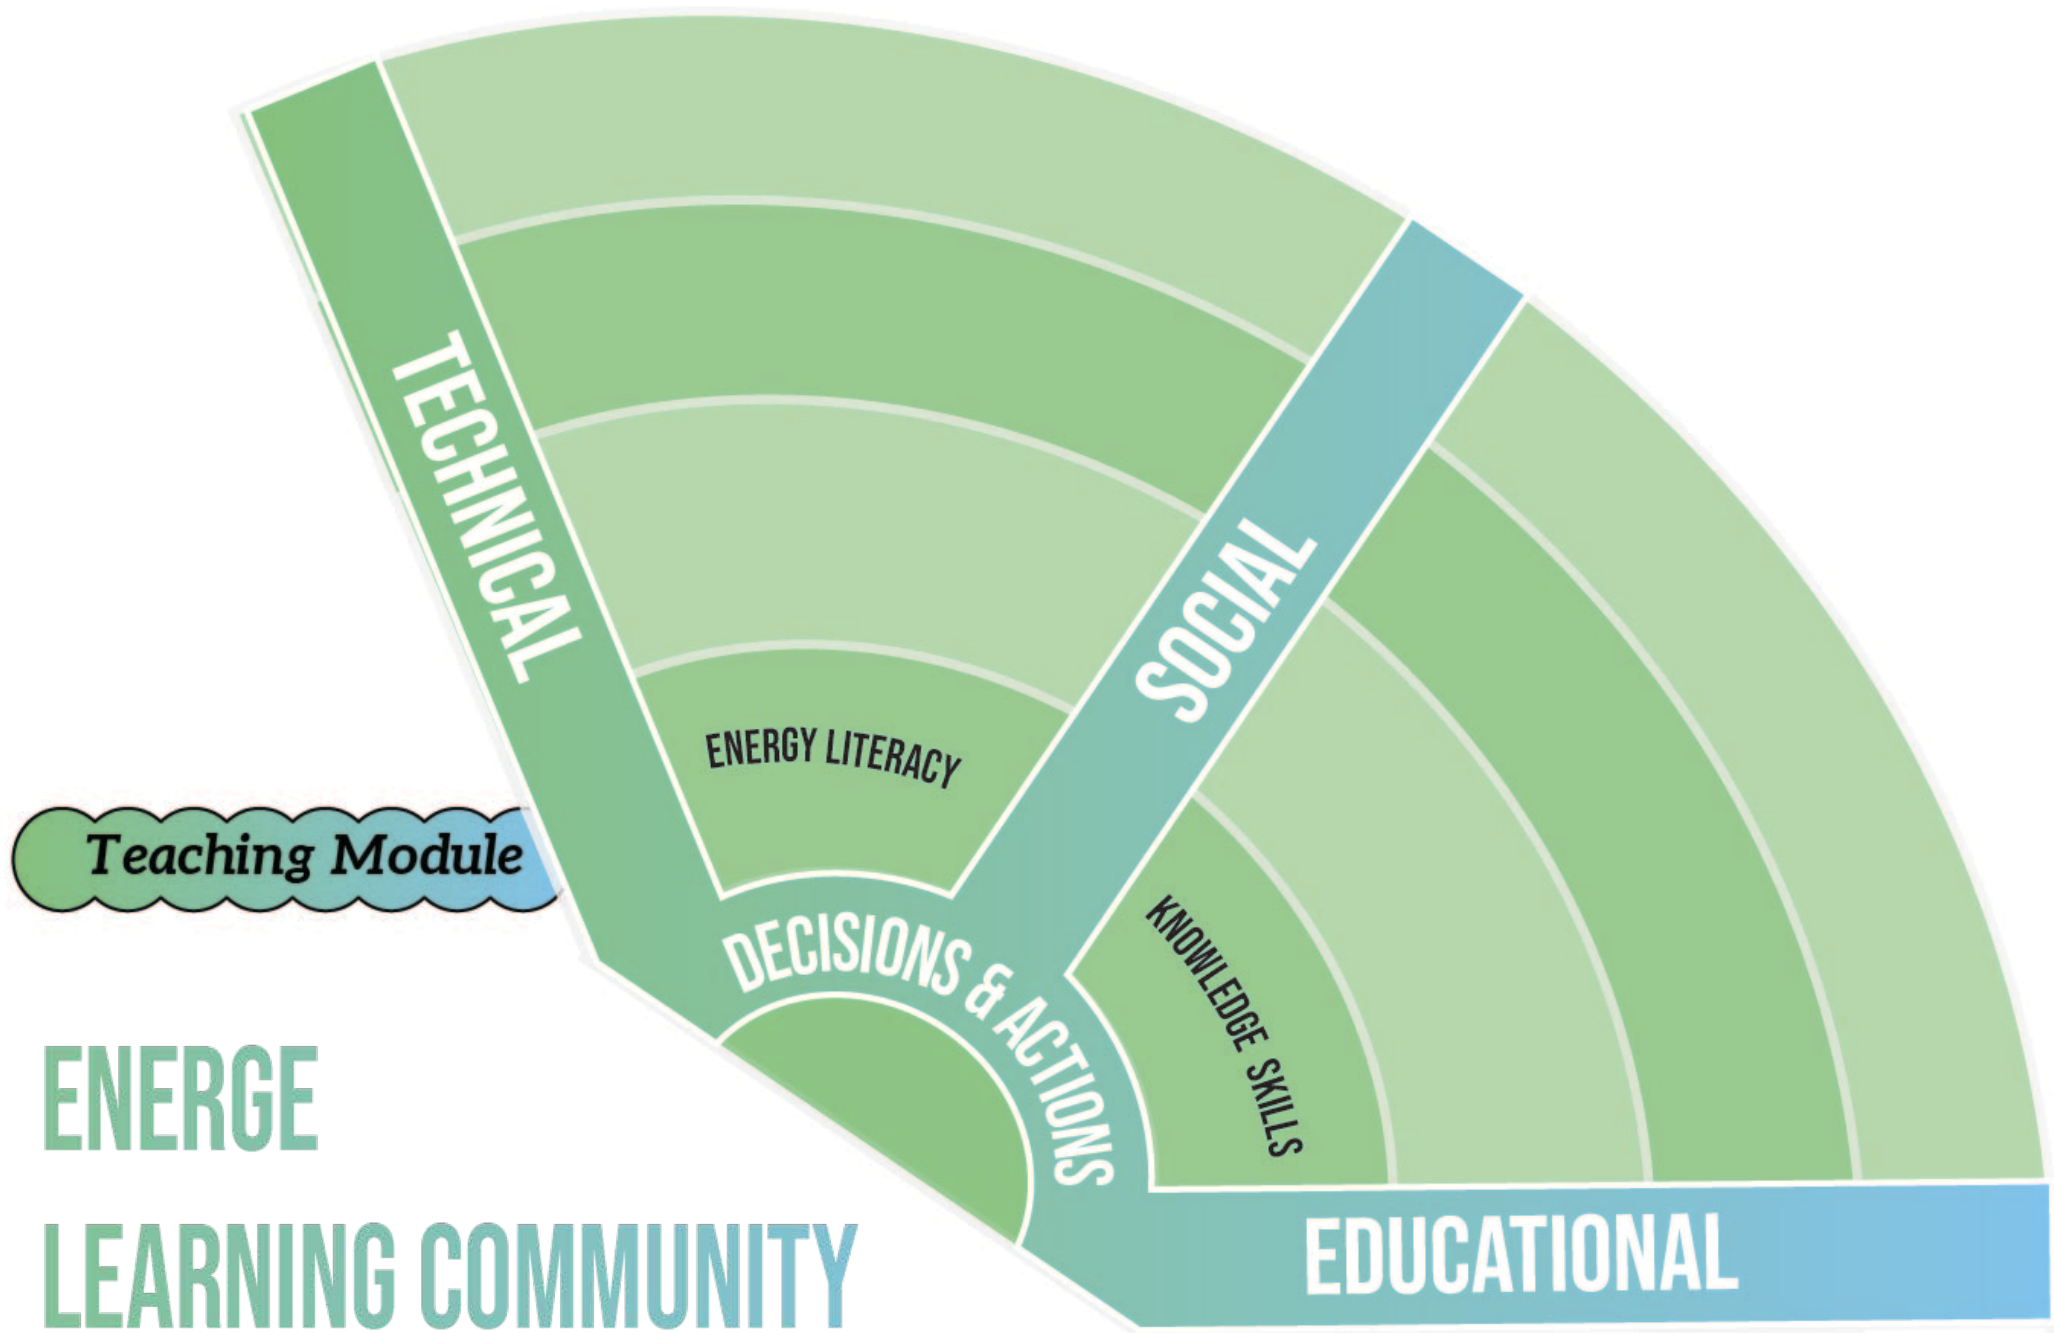 TECHNICAL
SOCIAL
ENERGY LITERACY
Teaching Module
DECISIONS & ACTIONS
KNOWLEDGE SKILLS
EDUCATIONAL
ENERGE
LEARNING COMMUNITY